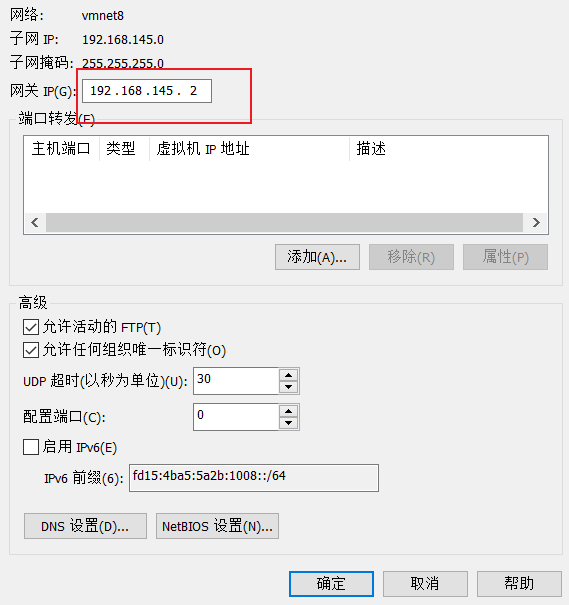 网络: vmnet8
子网 IP: 192.168.145.0
子网掩码: 255.255.255.0
网关 IP(G): 192 .168 .145 . 2
端口转发(F)
主机端口 类型 虚拟机 IP 地址 描述
添加(A)... 移除(R) 属性(P)
高级
允许活动的 FTP(T)
允许任何组织唯一标识符(O)
UDP 超时(以秒为单位)(U): 30
配置端口(C): 0
启用 IPv6(E)
IPv6 前缀(6): fd15:4ba5:5a2b:1008::/64
DNS 设置(D)... NetBIOS 设置(N)...
确定 取消 帮助